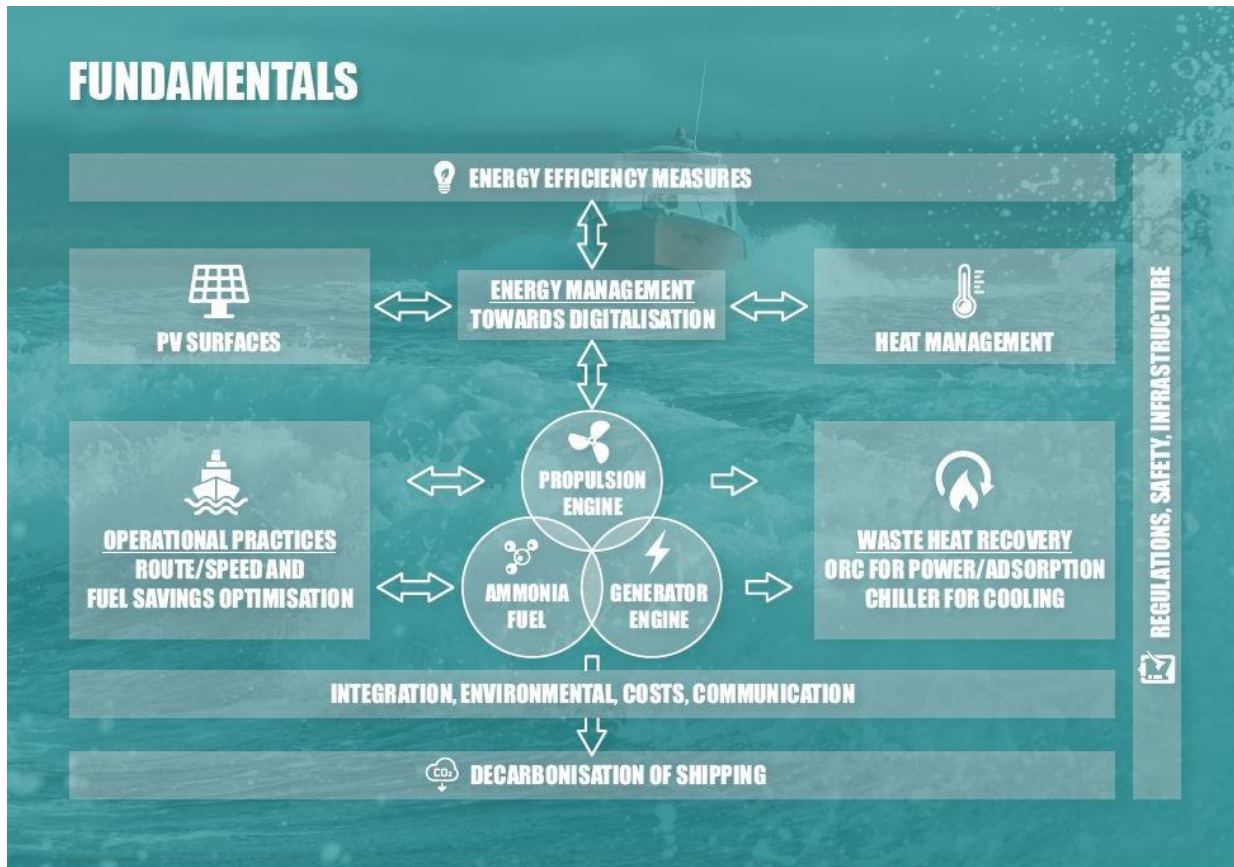 FUNDAMENTALS
ENERGY EFFICIENCY MEASURES
PV SURFACES
ENERGY MANAGEMENT
TOWARDS DIGITALISATION
HEAT MANAGEMENT
OPERATIONAL PRACTICES
ROUTE/SPEED AND
FUEL SAVINGS OPTIMISATION
PROPULSION
ENGINE
AMMONIA
FUEL
GENERATOR
ENGINE
WASTE HEAT RECOVERY
ORC FOR POWER/ADSORPTION
CHILLER FOR COOLING
INTEGRATION, ENVIRONMENTAL, COSTS, COMMUNICATION
CO₂
DECARBONISATION OF SHIPPING
REGULATIONS, SAFETY, INFRASTRUCTURE